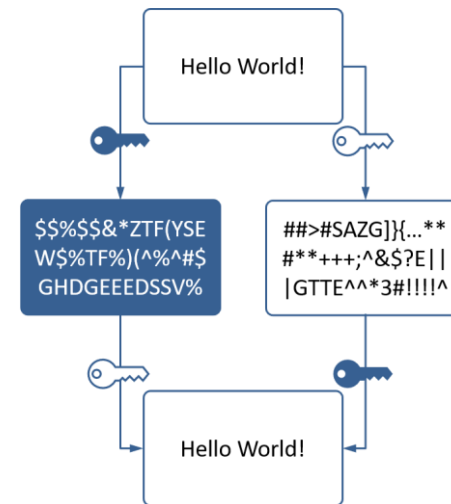 Hello World!
$$%$$&*ZTF(YSE
W$%TF%)(^%^#$
GHDGEEEDSSV%
##>#SAZG]}{...**
#**+++;^&$?E||
|GTTE^^*3#!!!!^
Hello World!